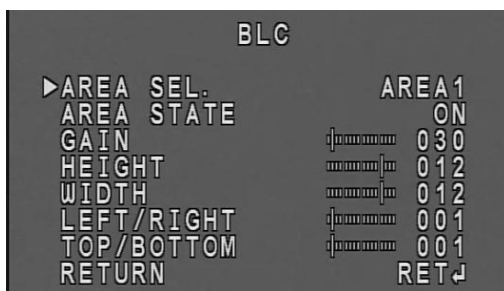 BLC
▶AREA SEL. AREA1
AREA STATE ON
GAIN 030
HEIGHT 012
WIDTH 012
LEFT/RIGHT 001
TOP/BOTTOM 001
RETURN RET↲